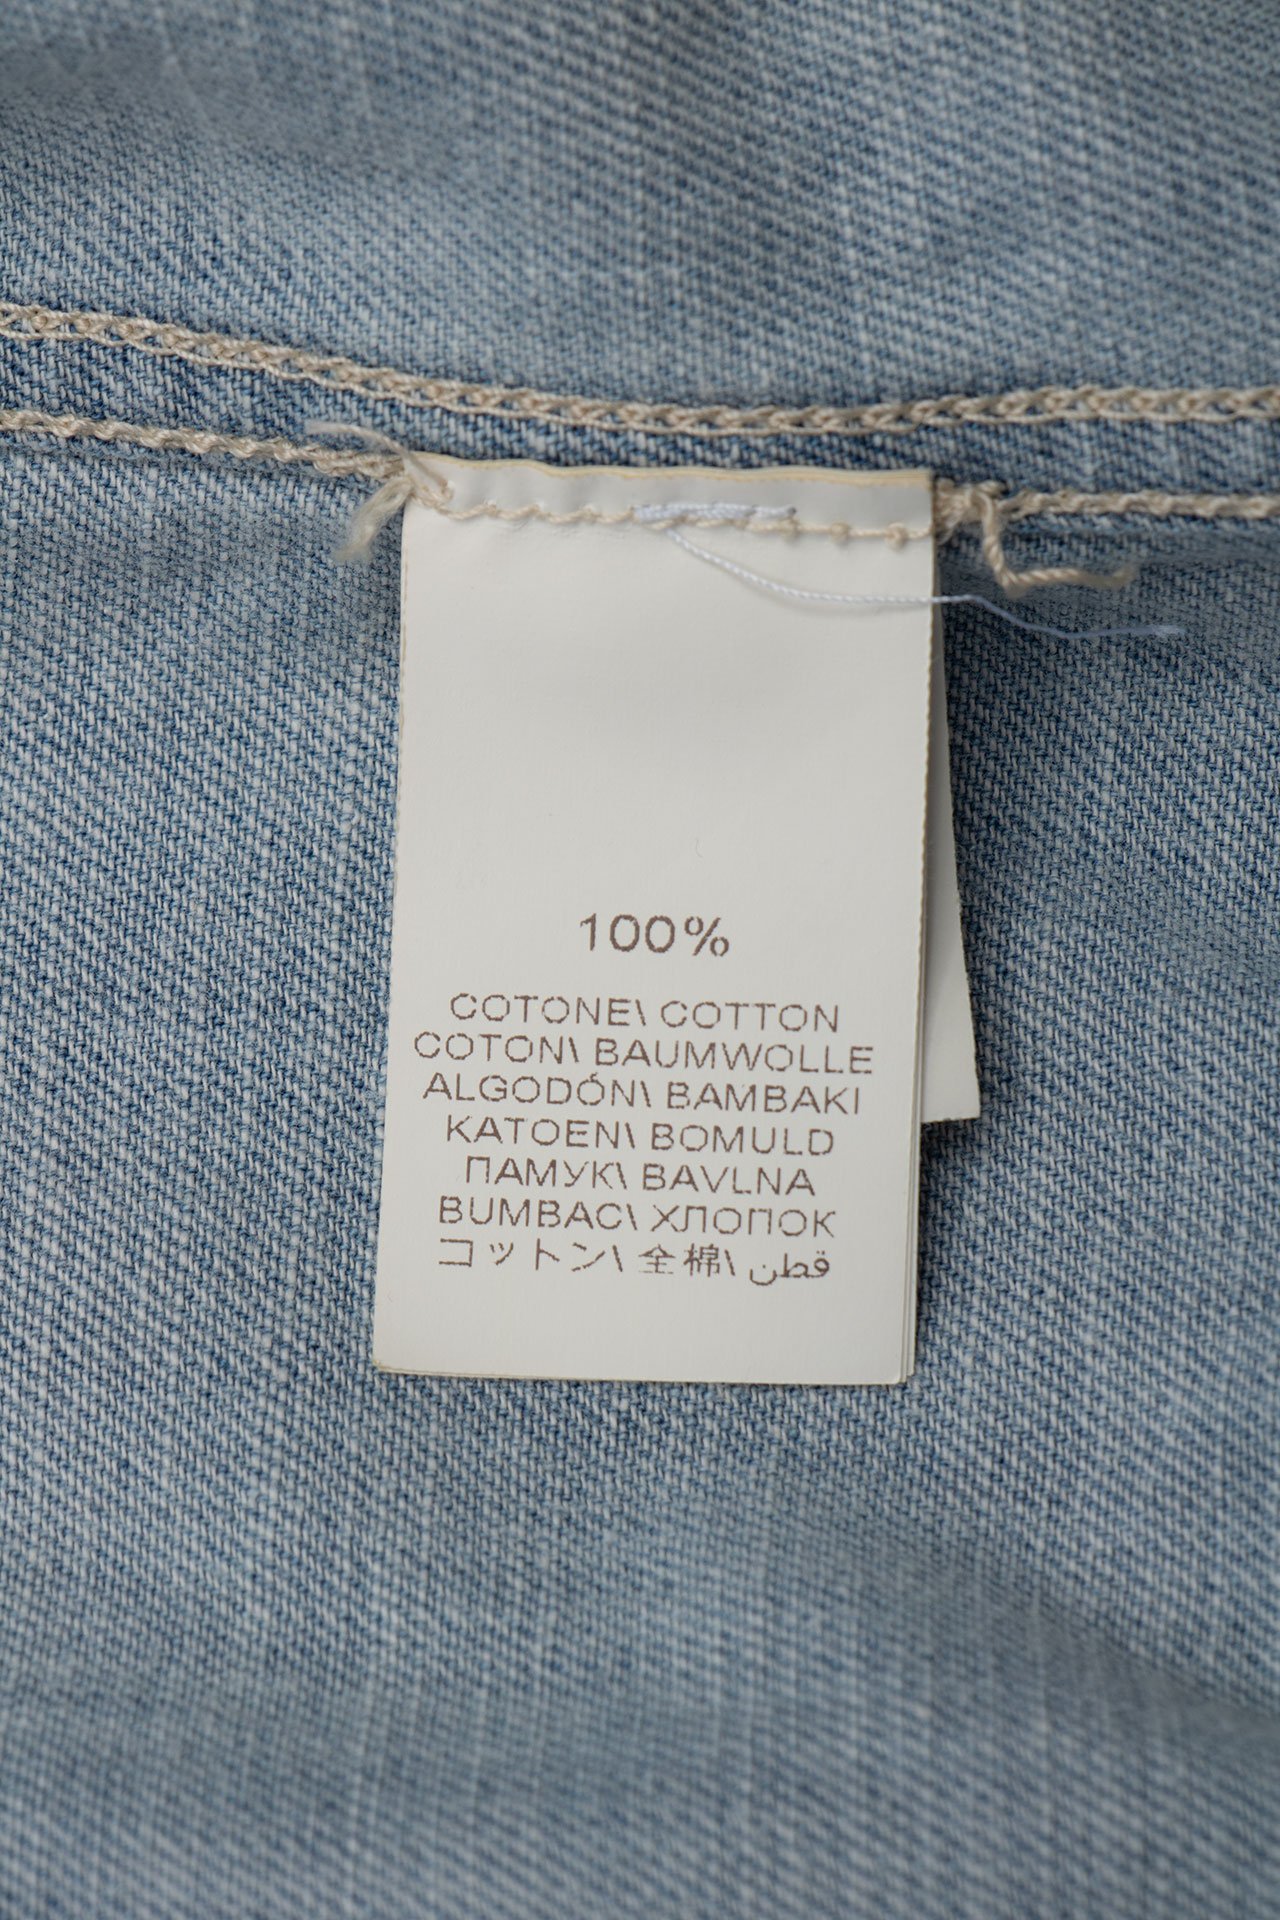 100%
COTONE\ COTTON
COTON\ BAUMWOLLE
ALGODÓN\ BAMBAKI
KATOEN\ BOMULD
ПАМУК\ BAVLNA
BUMBAC\ ХЛОПОК
コットン\ 全棉\ قطن